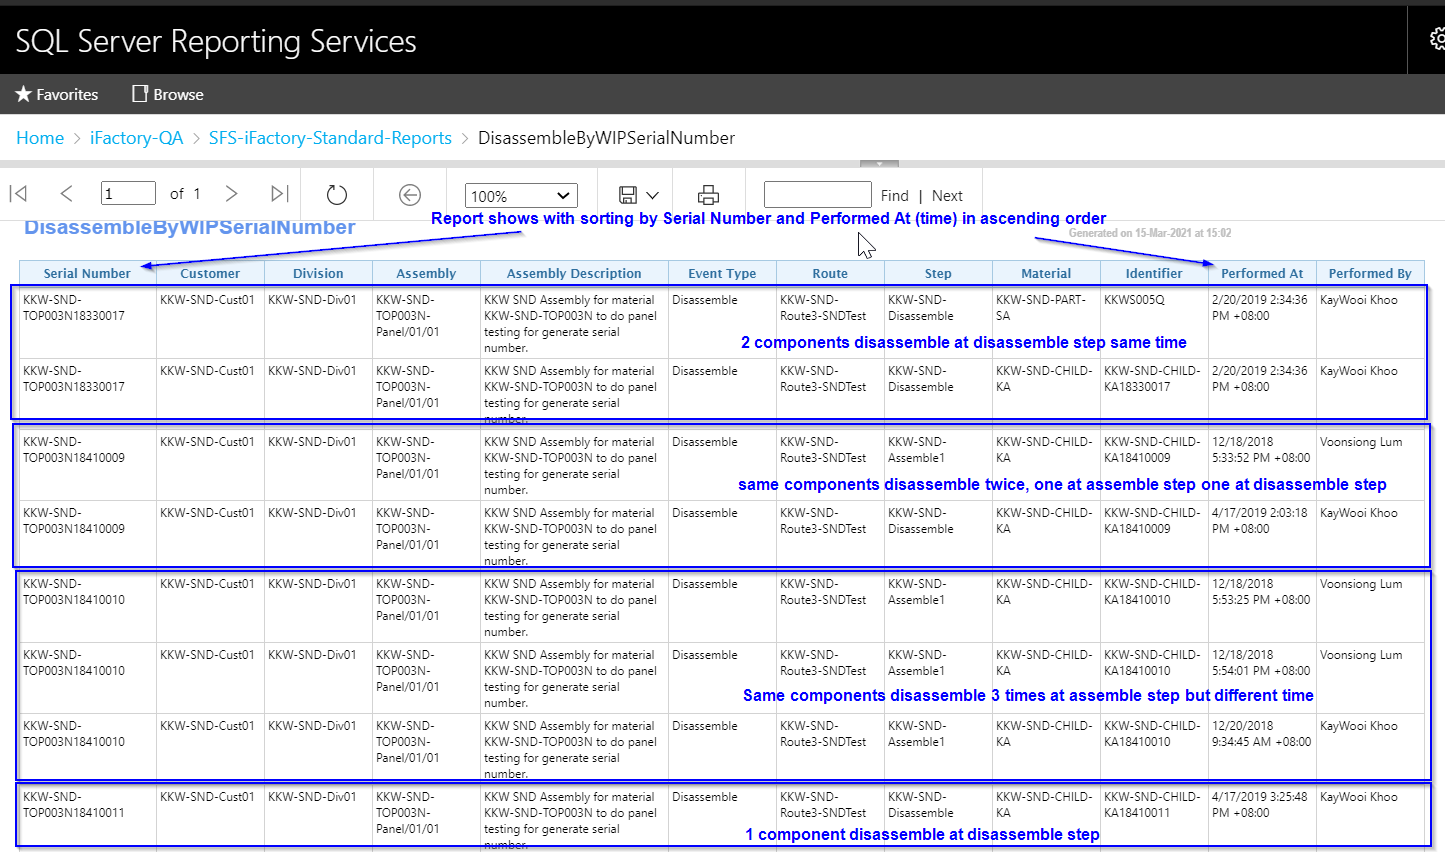 SQL Server Reporting Services
Favorites Browse
Home > iFactory-QA > SFS-iFactory-Standard-Reports > DisassembleByWIPSerialNumber
1 of 1 100% Find | Next
Report shows with sorting by Serial Number and Performed At (time) in ascending order
DisassembleByWIPSerialNumber
Generated on 15-Mar-2021 at 15:02
Serial Number Customer Division Assembly Assembly Description Event Type Route Step Material Identifier Performed At Performed By
KKW-SND- KKW-SND-Cust01 KKW-SND-Div01 KKW-SND- KKW SND Assembly for material Disassemble KKW-SND- KKW-SND- KKW-SND-PART- KKWS005Q 2/20/2019 2:34:36 KayWooi Khoo
TOP003N18330017 TOP003N- KKW-SND-TOP003N to do panel Route3-SNDTest Disassemble SA PM +08:00
Panel/01/01 testing for generate serial
2 components disassemble at disassemble step same time
number.
KKW-SND- KKW-SND-Cust01 KKW-SND-Div01 KKW-SND- KKW SND Assembly for material Disassemble KKW-SND- KKW-SND- KKW-SND-CHILD- KKW-SND-CHILD- 2/20/2019 2:34:36 KayWooi Khoo
TOP003N18330017 TOP003N- KKW-SND-TOP003N to do panel Route3-SNDTest Disassemble KA KA18330017 PM +08:00
Panel/01/01 testing for generate serial
number.
KKW-SND- KKW-SND-Cust01 KKW-SND-Div01 KKW-SND- KKW SND Assembly for material Disassemble KKW-SND- KKW-SND- KKW-SND-CHILD- KKW-SND-CHILD- 12/18/2018 Voonsiong Lum
TOP003N18410009 TOP003N- KKW-SND-TOP003N to do panel Route3-SNDTest Assemble1 KA KA18410009 5:33:52 PM +08:00
Panel/01/01 testing for generate serial
same components disassemble twice, one at assemble step one at disassemble step
number.
KKW-SND- KKW-SND-Cust01 KKW-SND-Div01 KKW-SND- KKW SND Assembly for material Disassemble KKW-SND- KKW-SND- KKW-SND-CHILD- KKW-SND-CHILD- 4/17/2019 2:03:18 KayWooi Khoo
TOP003N18410009 TOP003N- KKW-SND-TOP003N to do panel Route3-SNDTest Disassemble KA KA18410009 PM +08:00
Panel/01/01 testing for generate serial
number.
KKW-SND- KKW-SND-Cust01 KKW-SND-Div01 KKW-SND- KKW SND Assembly for material Disassemble KKW-SND- KKW-SND- KKW-SND-CHILD- KKW-SND-CHILD- 12/18/2018 Voonsiong Lum
TOP003N18410010 TOP003N- KKW-SND-TOP003N to do panel Route3-SNDTest Assemble1 KA KA18410010 5:53:25 PM +08:00
Panel/01/01 testing for generate serial
number.
KKW-SND- KKW-SND-Cust01 KKW-SND-Div01 KKW-SND- KKW SND Assembly for material Disassemble KKW-SND- KKW-SND- KKW-SND-CHILD- KKW-SND-CHILD- 12/18/2018 Voonsiong Lum
TOP003N18410010 TOP003N- KKW-SND-TOP003N to do panel Route3-SNDTest Assemble1 KA KA18410010 5:54:01 PM +08:00
Panel/01/01 testing for generate serial
Same components disassemble 3 times at assemble step but different time
number.
KKW-SND- KKW-SND-Cust01 KKW-SND-Div01 KKW-SND- KKW SND Assembly for material Disassemble KKW-SND- KKW-SND- KKW-SND-CHILD- KKW-SND-CHILD- 12/20/2018 KayWooi Khoo
TOP003N18410010 TOP003N- KKW-SND-TOP003N to do panel Route3-SNDTest Assemble1 KA KA18410010 9:34:45 AM +08:00
Panel/01/01 testing for generate serial
number.
KKW-SND- KKW-SND-Cust01 KKW-SND-Div01 KKW-SND- KKW SND Assembly for material Disassemble KKW-SND- KKW-SND- KKW-SND-CHILD- KKW-SND-CHILD- 4/17/2019 3:25:48 KayWooi Khoo
TOP003N18410011 TOP003N- KKW-SND-TOP003N to do panel Route3-SNDTest Disassemble KA KA18410011 PM +08:00
Panel/01/01 testing for generate serial
1 component disassemble at disassemble step
number.